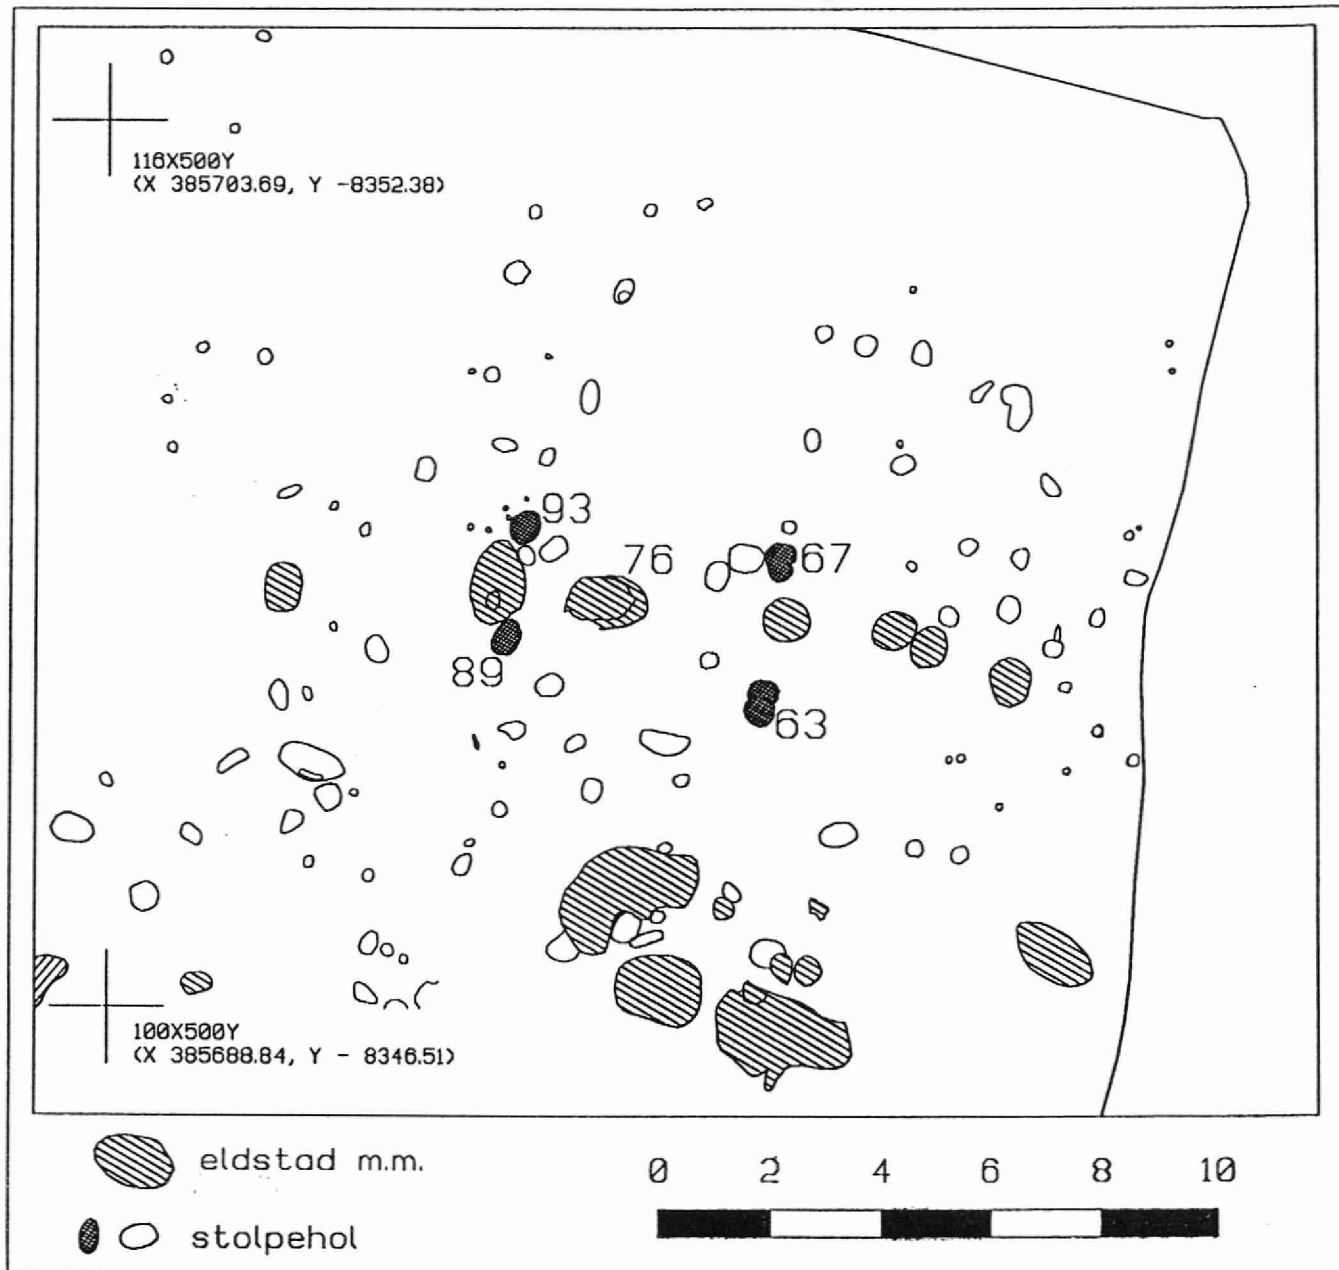 116X500Y
(X 385703.69, Y -8352.38)
93
76
67
89
63
100X500Y
(X 385688.84, Y - 8346.51)
eldstad m.m.
0 2 4 6 8 10
stolpehol